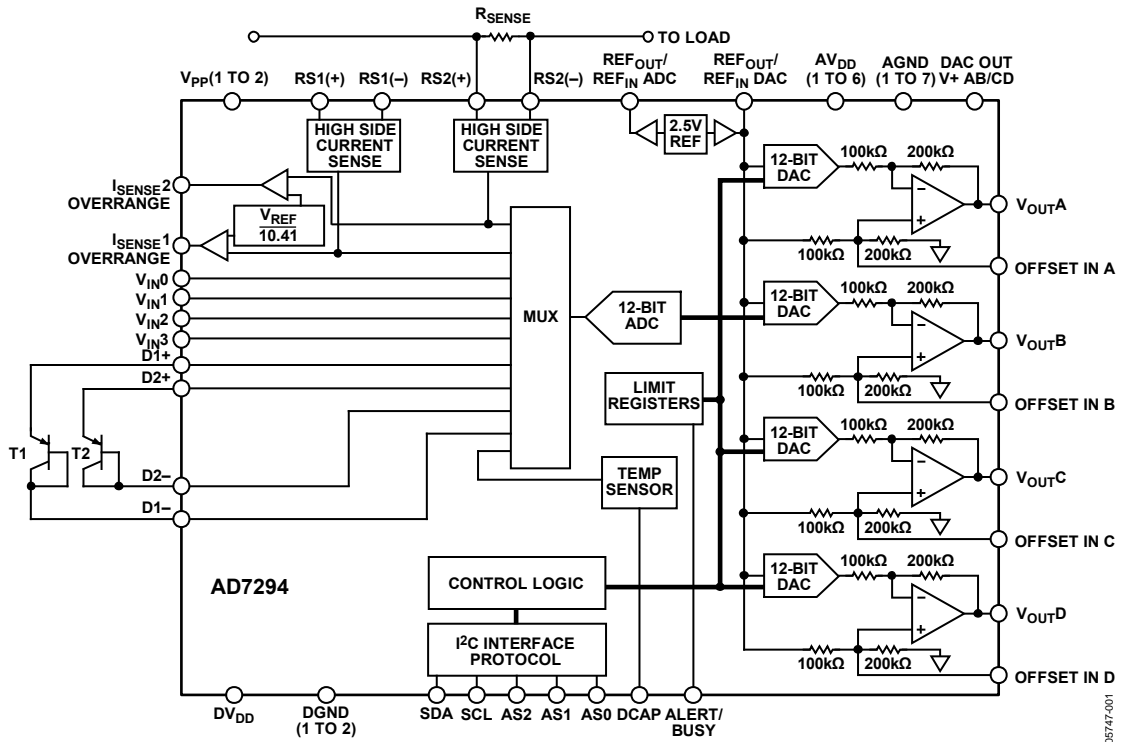 RSENSE
TO LOAD
VPP(1 TO 2)
RS1(+)
RS1(–)
RS2(+)
RS2(–)
REFOUT/
REFIN ADC
REFOUT/
REFIN DAC
AVDD
(1 TO 6)
AGND
(1 TO 7)
DAC OUT
V+ AB/CD
HIGH SIDE
CURRENT
SENSE
HIGH SIDE
CURRENT
SENSE
2.5V
REF
12-BIT
DAC
100kΩ
200kΩ
VOUTA
100kΩ
200kΩ
OFFSET IN A
ISENSE2
OVERRANGE
VREF
10.41
ISENSE1
OVERRANGE
VIN0
VIN1
VIN2
VIN3
D1+
D2+
MUX
12-BIT
ADC
12-BIT
DAC
100kΩ
200kΩ
VOUTB
100kΩ
200kΩ
OFFSET IN B
LIMIT
REGISTERS
T1
T2
D2–
D1–
TEMP
SENSOR
12-BIT
DAC
100kΩ
200kΩ
VOUTC
100kΩ
200kΩ
OFFSET IN C
AD7294
CONTROL LOGIC
I2C INTERFACE
PROTOCOL
12-BIT
DAC
100kΩ
200kΩ
VOUTD
100kΩ
200kΩ
OFFSET IN D
DVDD
DGND
(1 TO 2)
SDA
SCL
AS2
AS1
AS0
DCAP
ALERT/
BUSY
05747-001